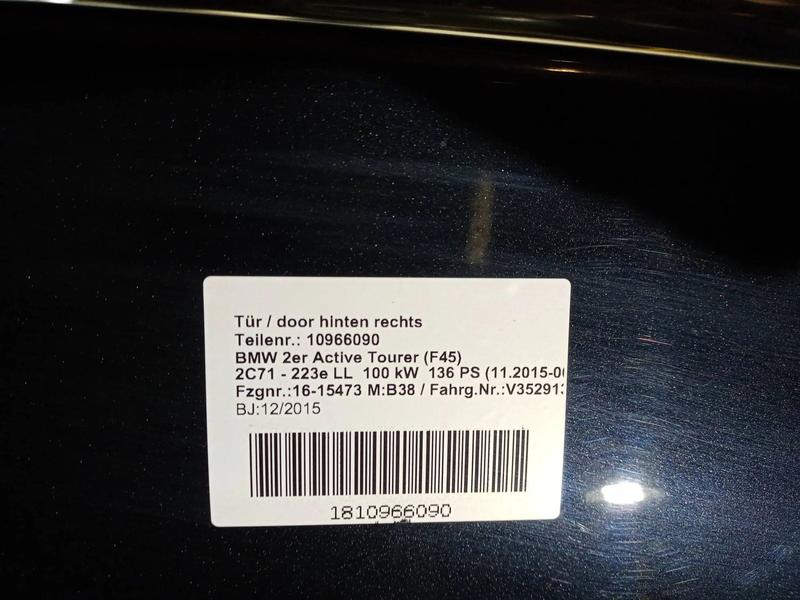 Tür / door hinten rechts
Teilenr.: 10966090
BMW 2er Active Tourer (F45)
2C71 - 223e LL 100 kW 136 PS (11.2015-0
Fzgnr.:16-15473 M:B38 / Fahrg.Nr.:V35291
BJ:12/2015
1810966090